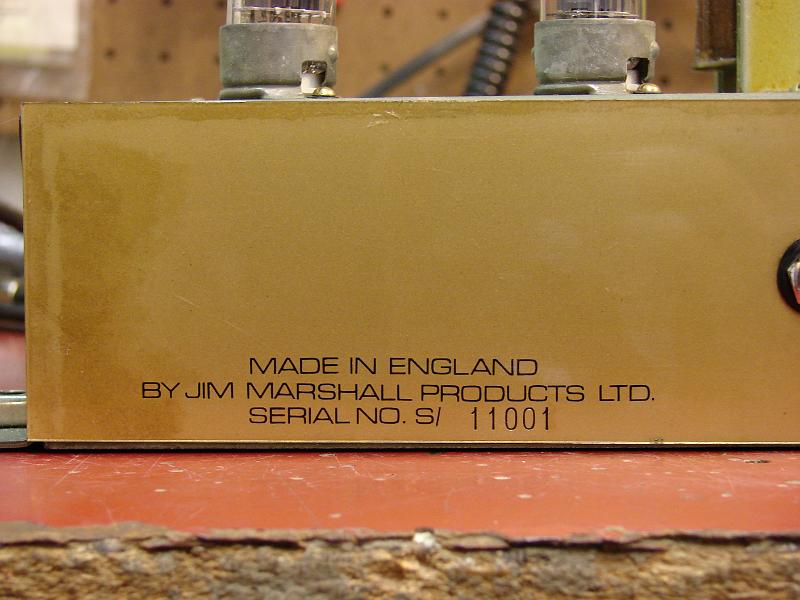 MADE IN ENGLAND
BY JIM MARSHALL PRODUCTS LTD.
SERIAL NO. S/ 11001